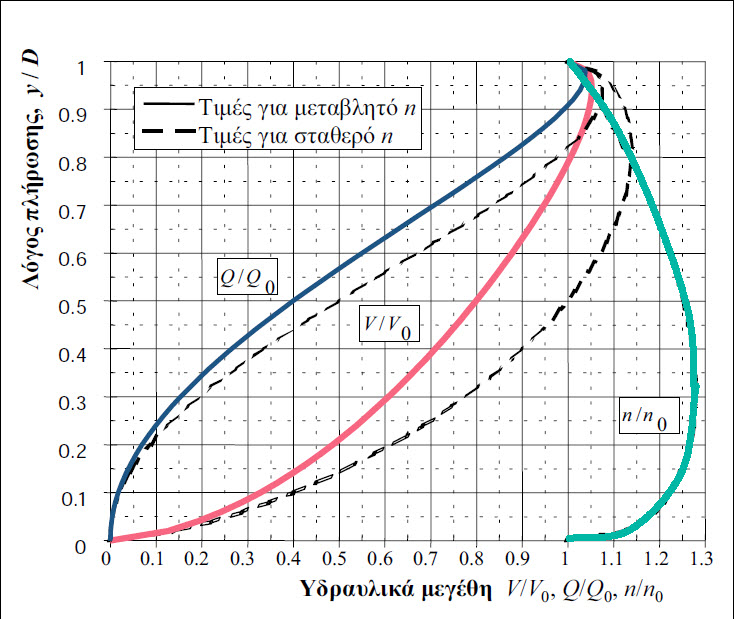 Λόγος πλήρωσης, y / D
1
0.9
0.8
0.7
0.6
0.5
0.4
0.3
0.2
0.1
0
Τιμές για μεταβλητό n
Τιμές για σταθερό n
Q/Q0
V/V0
n/n0
0 0.1 0.2 0.3 0.4 0.5 0.6 0.7 0.8 0.9 1 1.1 1.2 1.3
Υδραυλικά μεγέθη V/V0, Q/Q0, n/n0